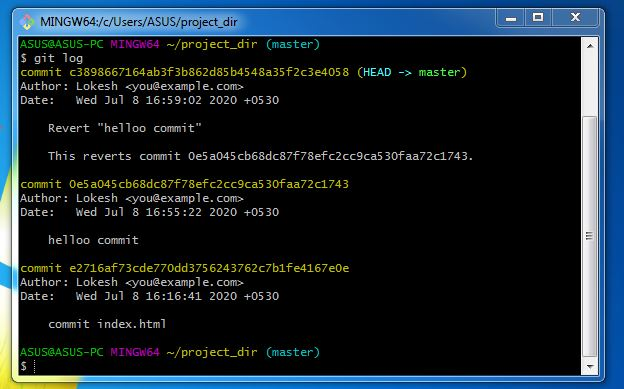 MINGW64:/c/Users/ASUS/project_dir
ASUS@ASUS-PC MINGW64 ~/project_dir (master)
$ git log
commit c3898667164ab3f3b862d85b4548a35f2c3e4058 (HEAD -> master)
Author: Lokesh <you@example.com>
Date:   Wed Jul 8 16:59:02 2020 +0530
    Revert "helloo commit"
    This reverts commit 0e5a045cb68dc87f78efc2cc9ca530faa72c1743.
commit 0e5a045cb68dc87f78efc2cc9ca530faa72c1743
Author: Lokesh <you@example.com>
Date:   Wed Jul 8 16:55:22 2020 +0530
    helloo commit
commit e2716af73cde770dd3756243762c7b1fe4167e0e
Author: Lokesh <you@example.com>
Date:   Wed Jul 8 16:16:41 2020 +0530
    commit index.html
ASUS@ASUS-PC MINGW64 ~/project_dir (master)
$